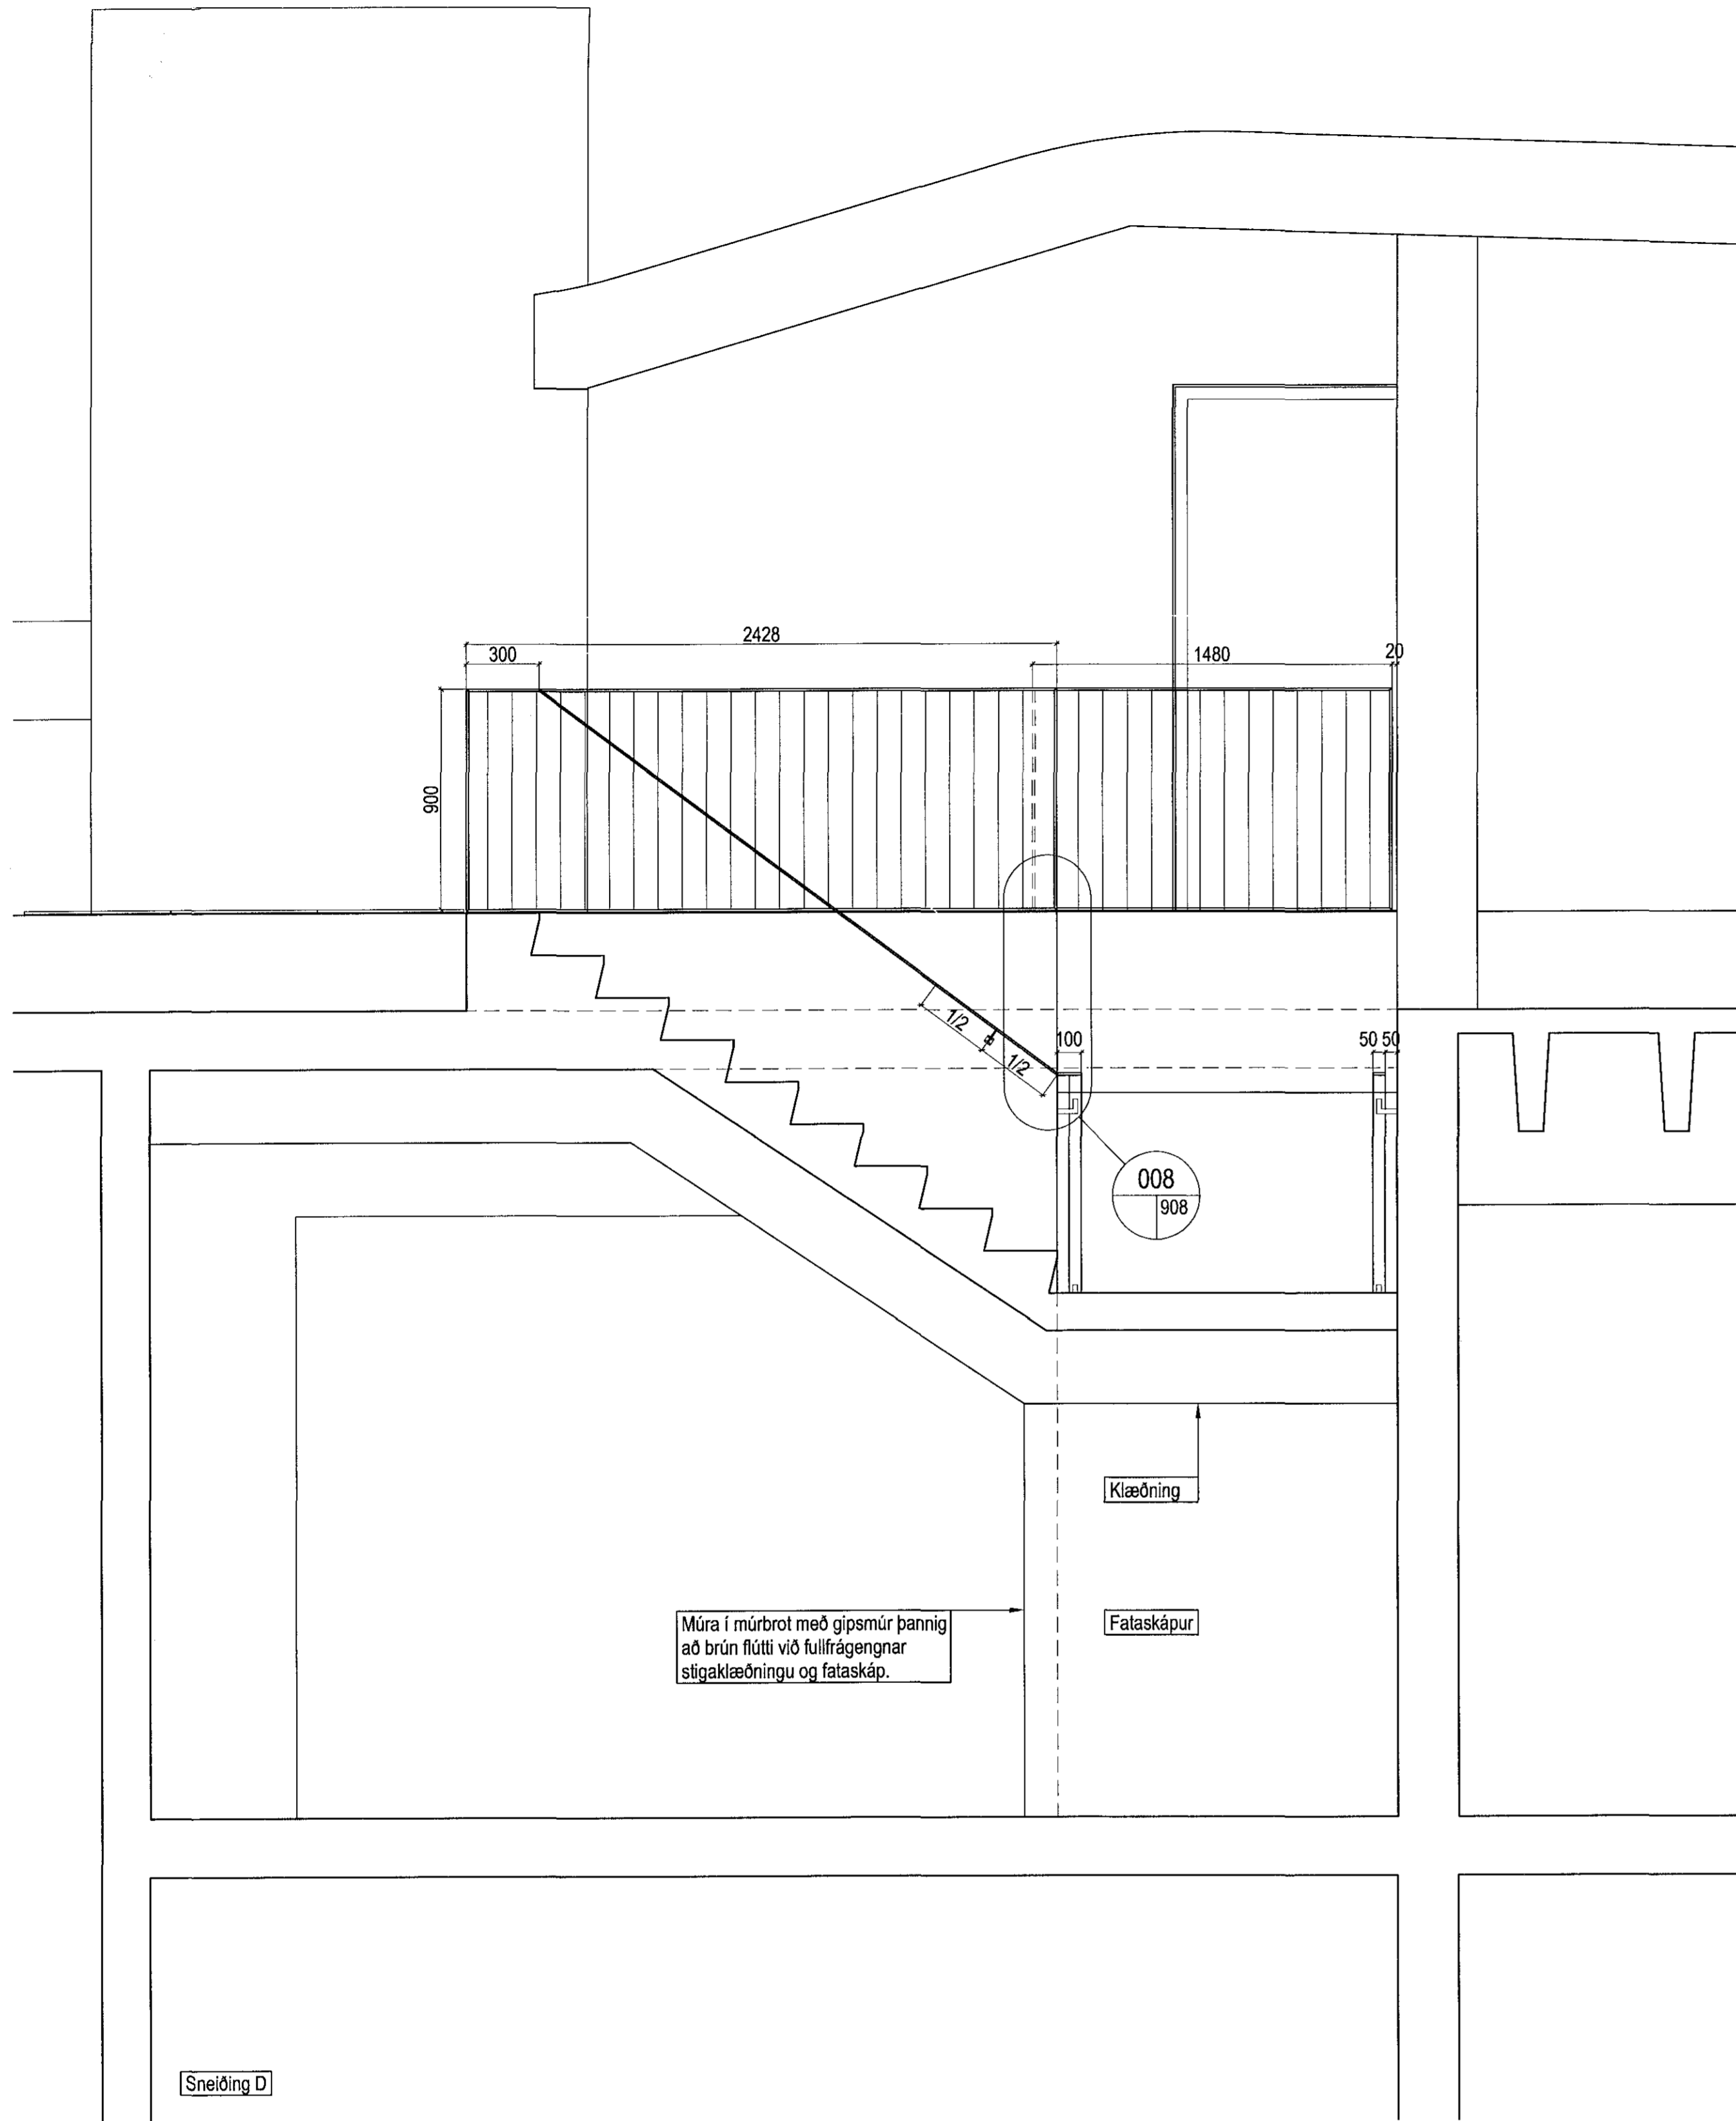 2428
300
1480
20
900
1/2
1/2
100
50
50
008
908
Klæðning
Múra í múrbrot með gipsmúr þannig
að brún flútti við fullfrágengnar
stigaklæðningu og fataskáp.
Fataskápur
Sneiðing D